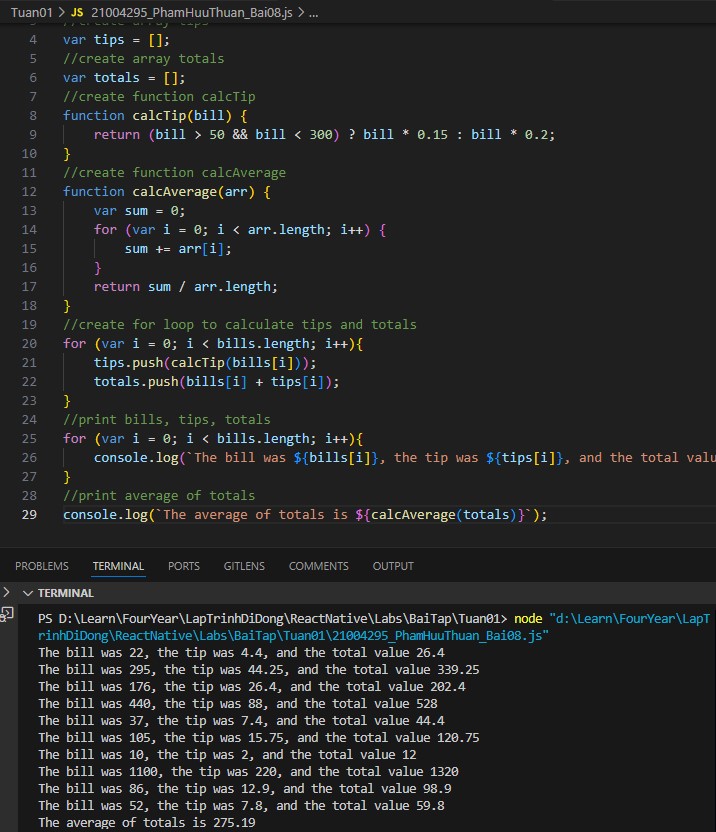 Tuan01 > JS 21004295_PhamHuuThuan_Bai08.js > ...
3 //create array tips
4 var tips = [];
5 //create array totals
6 var totals = [];
7 //create function calcTip
8 function calcTip(bill) {
9 return (bill > 50 && bill < 300) ? bill * 0.15 : bill * 0.2;
10 }
11 //create function calcAverage
12 function calcAverage(arr) {
13 var sum = 0;
14 for (var i = 0; i < arr.length; i++) {
15 sum += arr[i];
16 }
17 return sum / arr.length;
18 }
19 //create for loop to calculate tips and totals
20 for (var i = 0; i < bills.length; i++){
21 tips.push(calcTip(bills[i]));
22 totals.push(bills[i] + tips[i]);
23 }
24 //print bills, tips, totals
25 for (var i = 0; i < bills.length; i++){
26 console.log(`The bill was ${bills[i]}, the tip was ${tips[i]}, and the total valu
27 }
28 //print average of totals
29 console.log(`The average of totals is ${calcAverage(totals)}`);
PROBLEMS TERMINAL PORTS GITLENS COMMENTS OUTPUT
TERMINAL
PS D:\Learn\FourYear\LapTrinhDiDong\ReactNative\Labs\BaiTap\Tuan01> node "d:\Learn\FourYear\LapT
rinhDiDong\ReactNative\Labs\BaiTap\Tuan01\21004295_PhamHuuThuan_Bai08.js"
The bill was 22, the tip was 4.4, and the total value 26.4
The bill was 295, the tip was 44.25, and the total value 339.25
The bill was 176, the tip was 26.4, and the total value 202.4
The bill was 440, the tip was 88, and the total value 528
The bill was 37, the tip was 7.4, and the total value 44.4
The bill was 105, the tip was 15.75, and the total value 120.75
The bill was 10, the tip was 2, and the total value 12
The bill was 1100, the tip was 220, and the total value 1320
The bill was 86, the tip was 12.9, and the total value 98.9
The bill was 52, the tip was 7.8, and the total value 59.8
The average of totals is 275.19